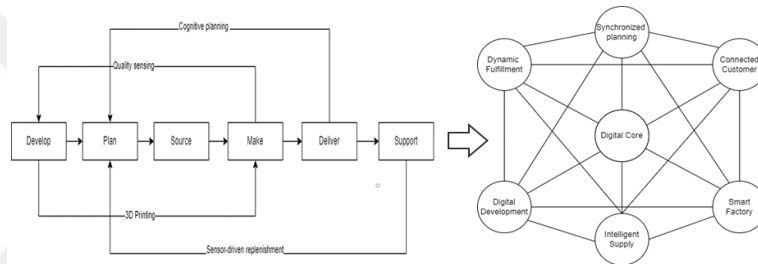 Cognitive planning
Quality sensing
Develop
Plan
Source
Make
Deliver
Support
3D Printing
Sensor-driven replenishment
Synchronized
planning
Dynamic
Fulfillment
Connected
Customer
Digital Core
Digital
Development
Smart
Factory
Intelligent
Supply